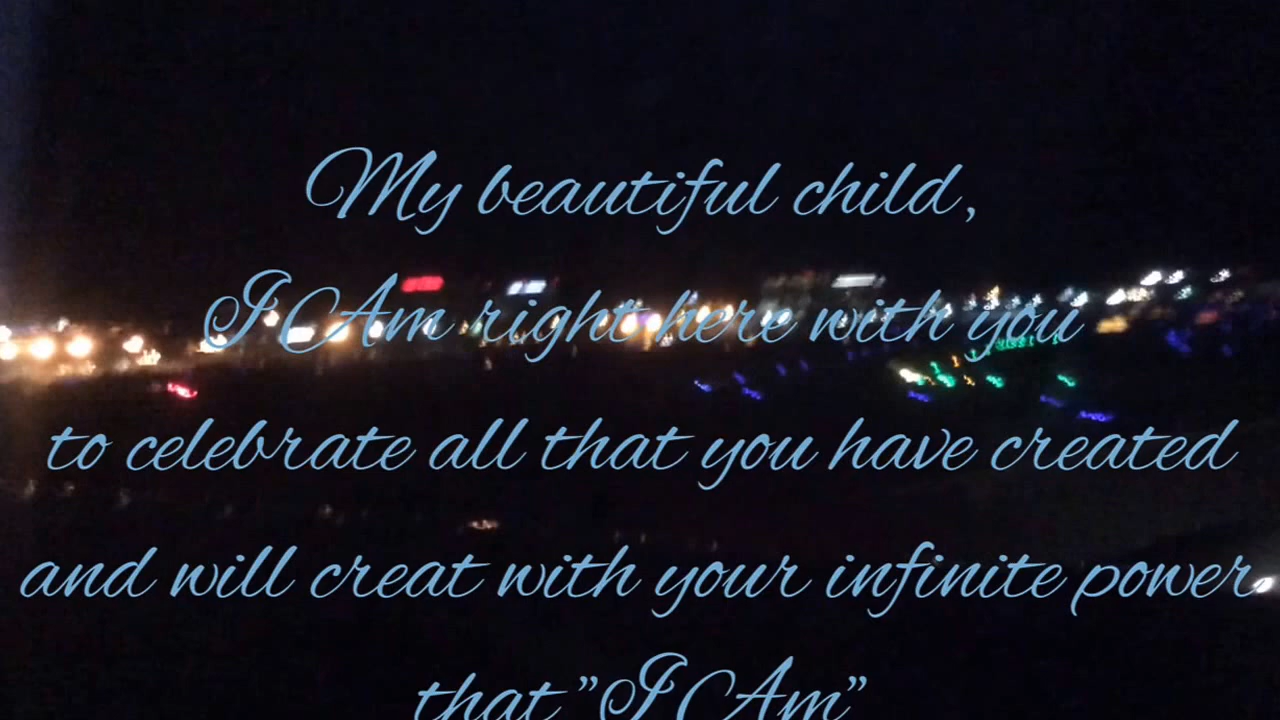 My beautiful child,
I Am right here with you
to celebrate all that you have created
and will creat with your infinite power
that "I Am"